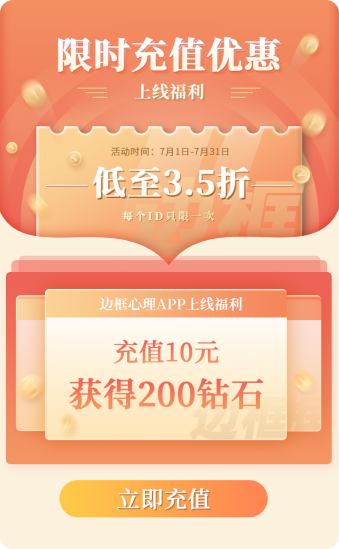 限时充值优惠
上线福利
活动时间：7月1日-7月31日
低至3.5折
每个ID只限一次
边框心理APP上线福利
充值10元
获得200钻石
立即充值